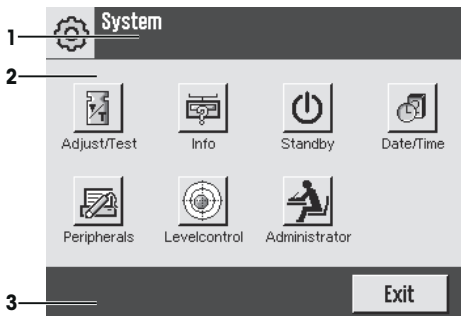 System
1
2
Adjust/Test Info Standby Date/Time
Peripherals Levelcontrol Administrator
3
Exit